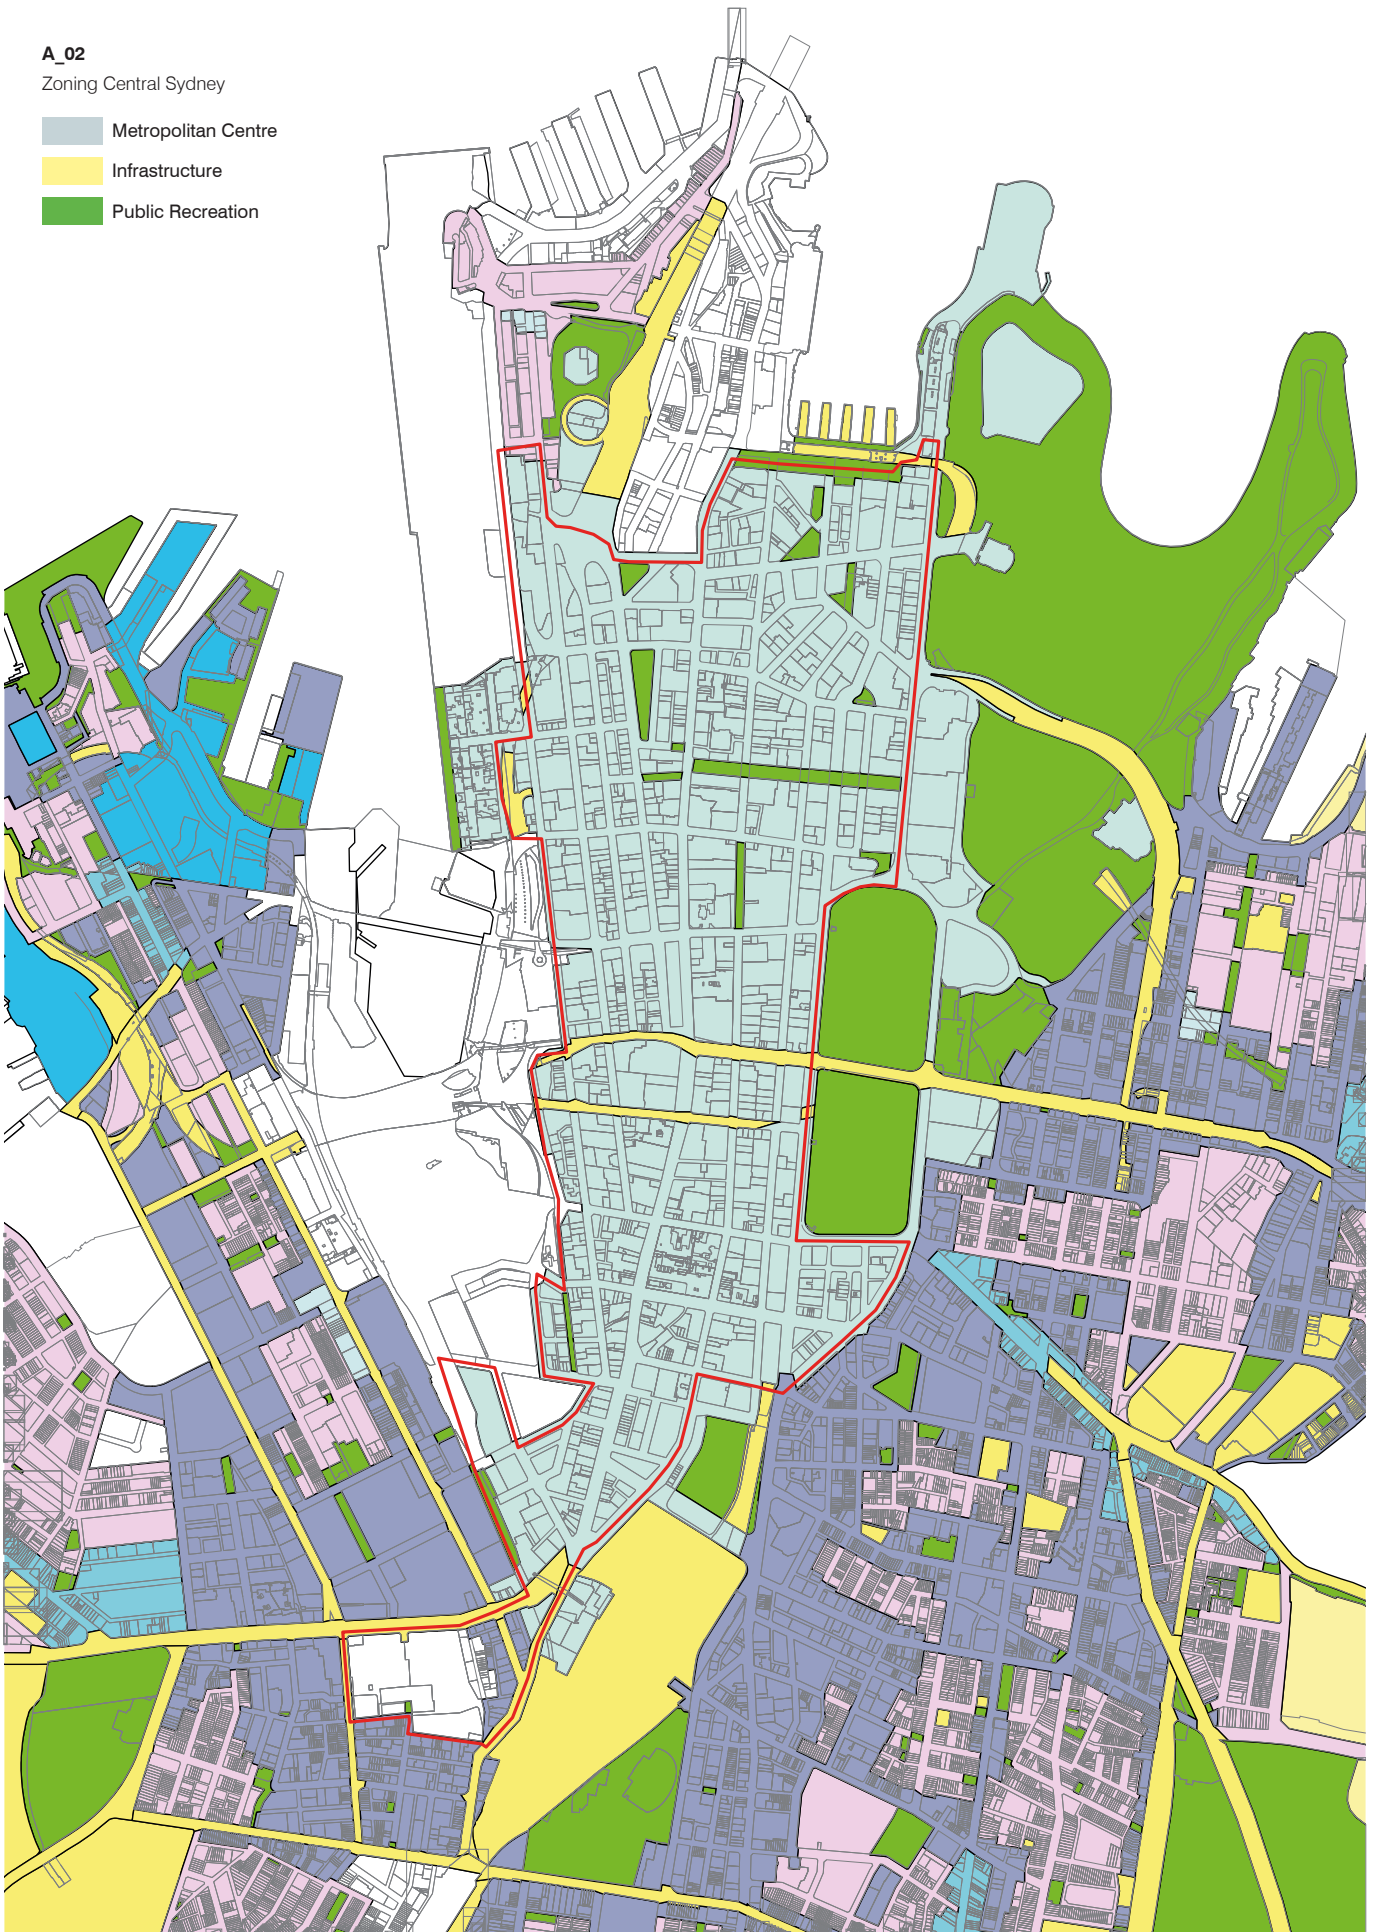 A_02
Zoning Central Sydney
Metropolitan Centre
Infrastructure
Public Recreation